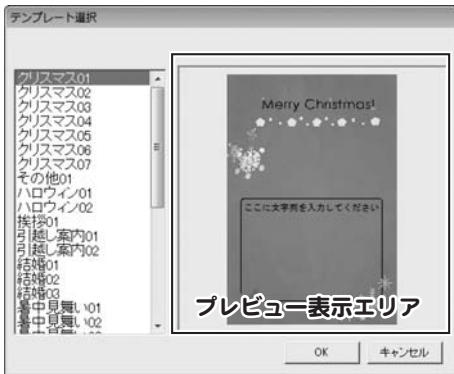 テンプレート選択
クリスマス01
クリスマス02
クリスマス03
クリスマス04
クリスマス05
クリスマス06
クリスマス07
その他01
ハロウィン01
ハロウィン02
挨拶01
引越し案内01
引越し案内02
結婚01
結婚02
結婚03
暑中見舞い01
暑中見舞い02
Merry Christmas!
ここに文字列を入力してください
プレビュー表示エリア
OK
キャンセル